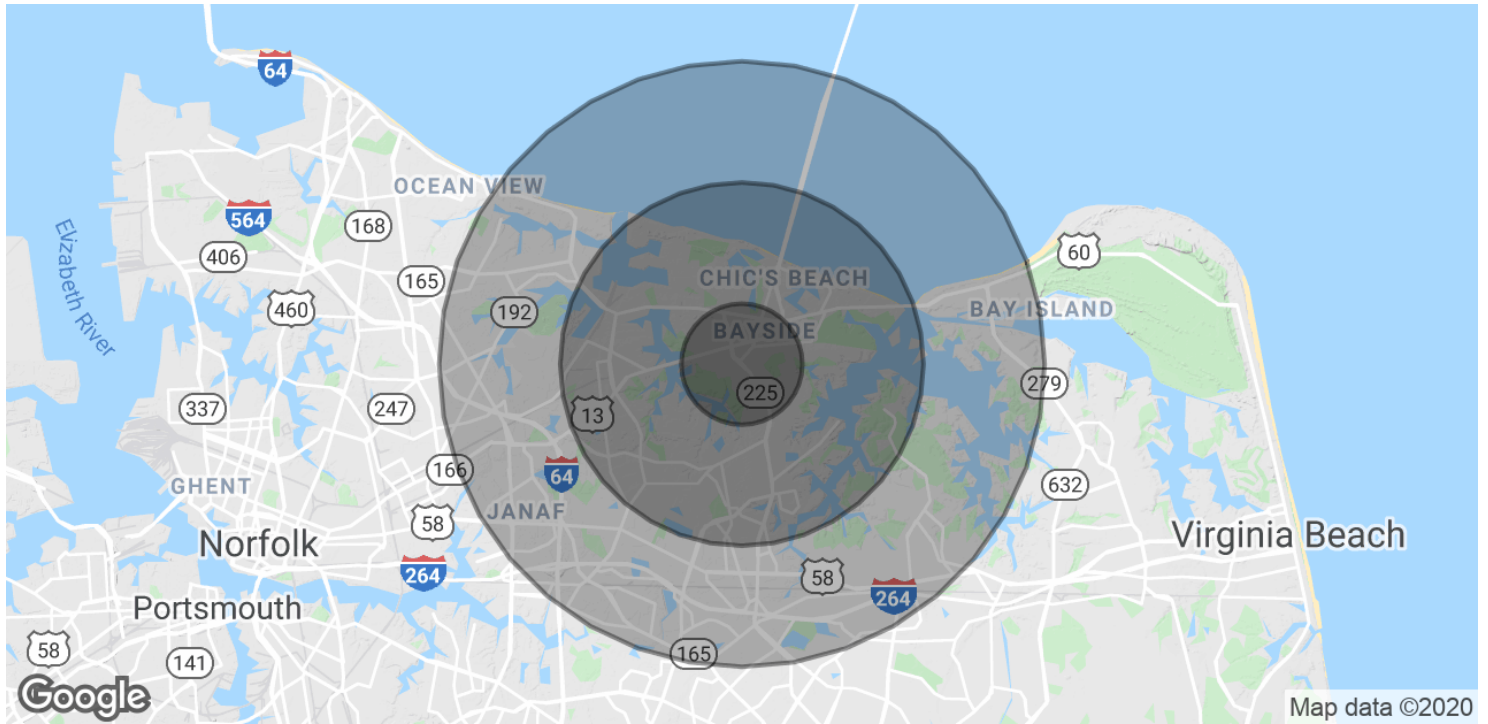 64
OCEAN VIEW
564
168
406
Elizabeth River
165
460
192
CHIC'S BEACH
60
BAY ISLAND
BAYSIDE
279
225
337
247
13
166
64
GHENT
632
JANAF
58
Norfolk
Virginia Beach
264
58
264
Portsmouth
58
141
165
Google
Map data ©2020